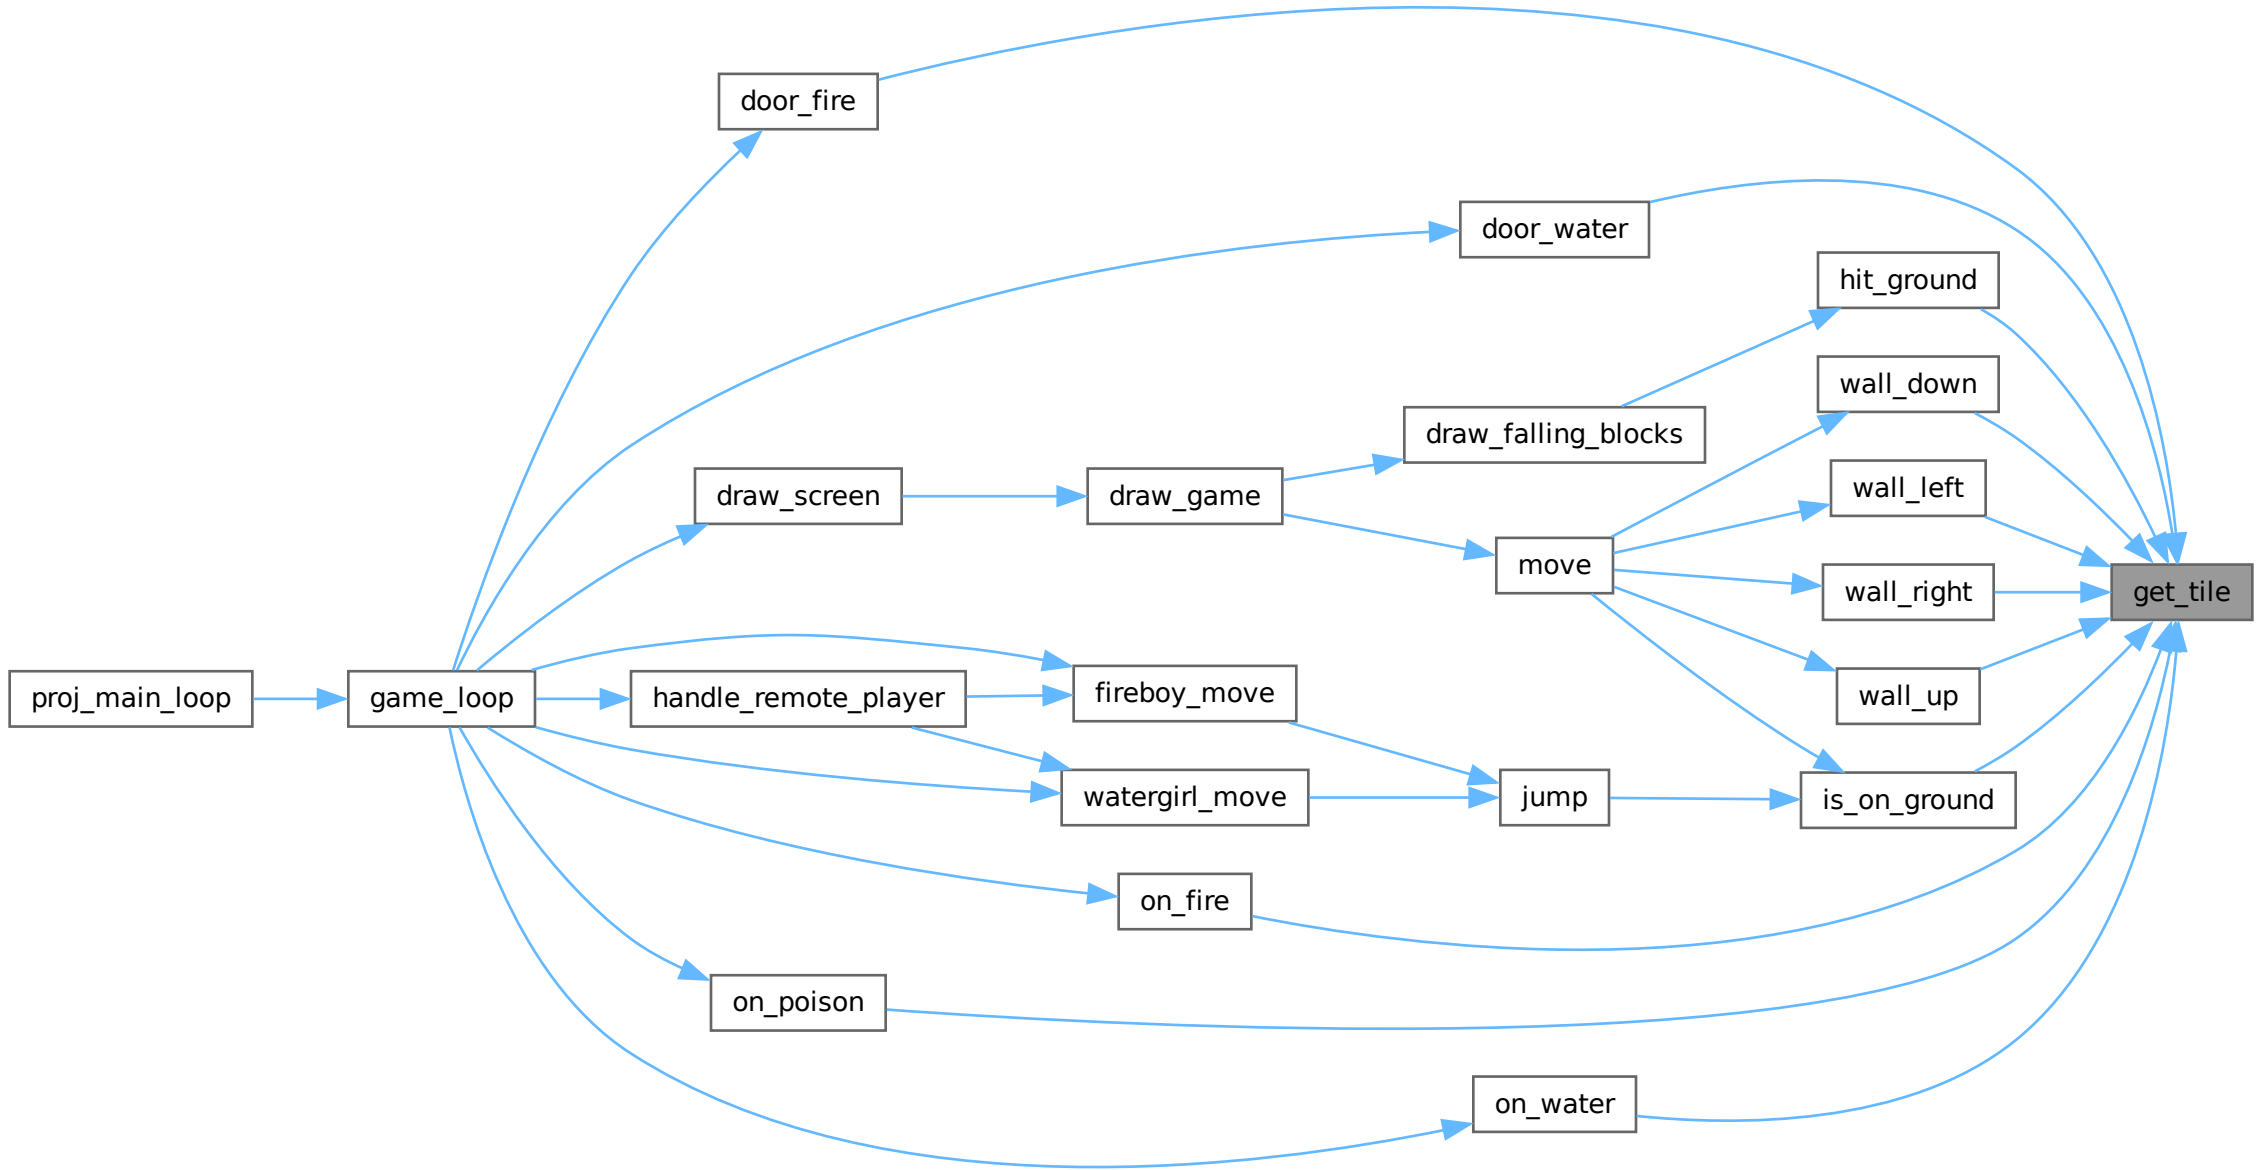 door_fire
door_water
hit_ground
wall_down
draw_falling_blocks
wall_left
draw_screen
draw_game
move
wall_right
get_tile
proj_main_loop
game_loop
handle_remote_player
fireboy_move
wall_up
watergirl_move
jump
is_on_ground
on_fire
on_poison
on_water